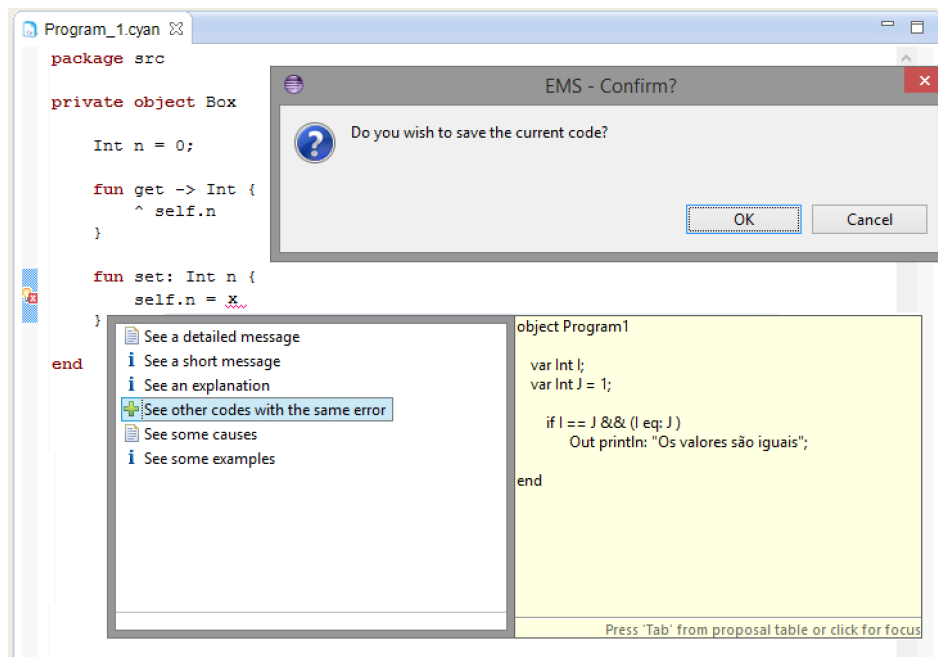 Program_1.cyan
package src
private object Box
Int n = 0;
fun get -> Int {
^ self.n
}
fun set: Int n {
self.n = x
}
end
EMS - Confirm?
Do you wish to save the current code?
OK Cancel
See a detailed message
See a short message
See an explanation
See other codes with the same error
See some causes
See some examples
object Program1
var Int I;
var Int J = 1;
if I == J && (I eq: J )
Out println: "Os valores são iguais";
end
Press 'Tab' from proposal table or click for focus